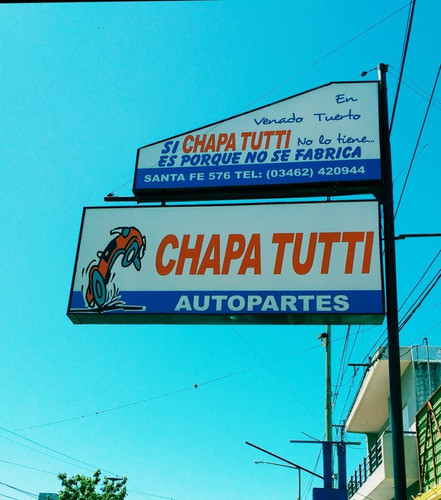 En
Venado Tuerto
SI CHAPA TUTTI No lo tiene...
ES PORQUE NO SE FABRICA
SANTA FE 576 TEL: (03462) 420944
CHAPA TUTTI
AUTOPARTES